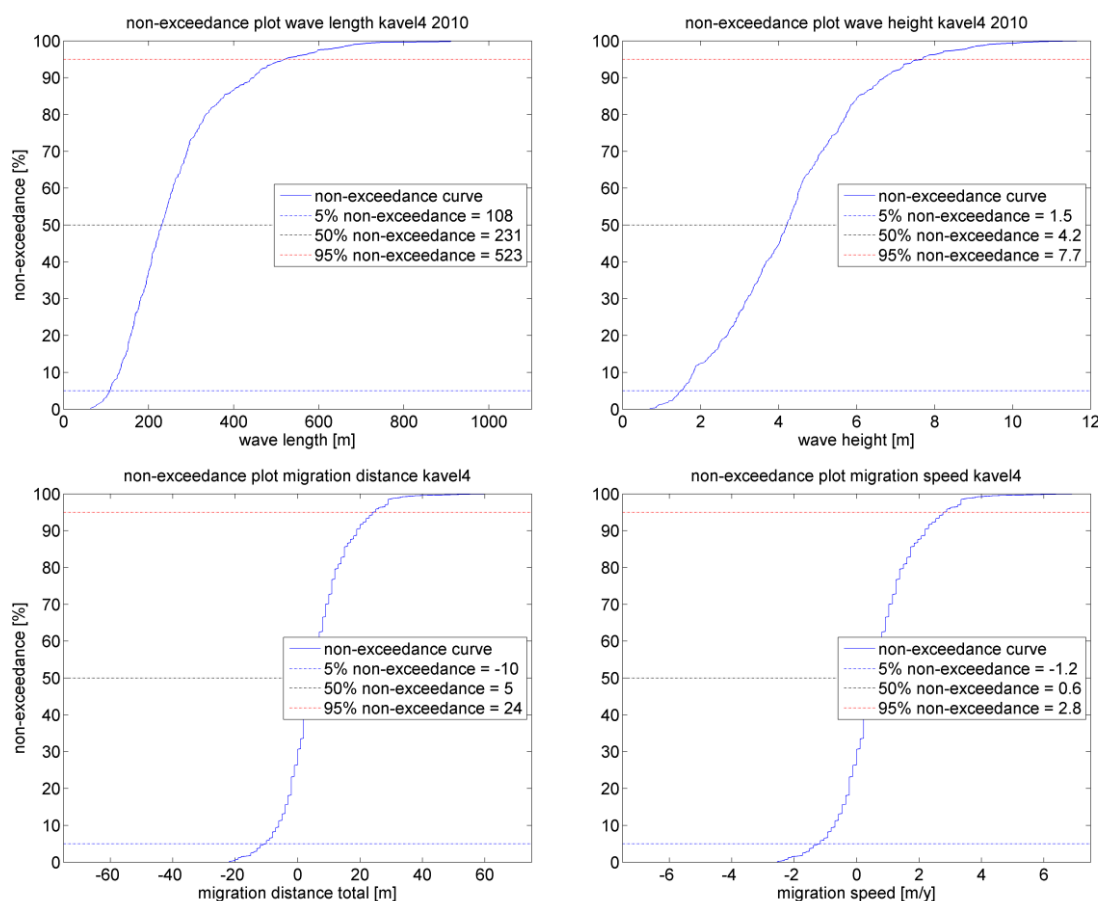 non-exceedance plot wave length kavel4 2010
100
90
80
70
60
50
40
30
20
10
0
non-exceedance [%]
non-exceedance curve
5% non-exceedance = 108
50% non-exceedance = 231
95% non-exceedance = 523
0 200 400 600 800 1000
wave length [m]
non-exceedance plot wave height kavel4 2010
100
90
80
70
60
50
40
30
20
10
0
non-exceedance curve
5% non-exceedance = 1.5
50% non-exceedance = 4.2
95% non-exceedance = 7.7
0 2 4 6 8 10 12
wave height [m]
non-exceedance plot migration distance kavel4
100
90
80
70
60
50
40
30
20
10
0
non-exceedance [%]
non-exceedance curve
5% non-exceedance = -10
50% non-exceedance = 5
95% non-exceedance = 24
-60 -40 -20 0 20 40 60
migration distance total [m]
non-exceedance plot migration speed kavel4
100
90
80
70
60
50
40
30
20
10
0
non-exceedance curve
5% non-exceedance = -1.2
50% non-exceedance = 0.6
95% non-exceedance = 2.8
-6 -4 -2 0 2 4 6
migration speed [m/y]